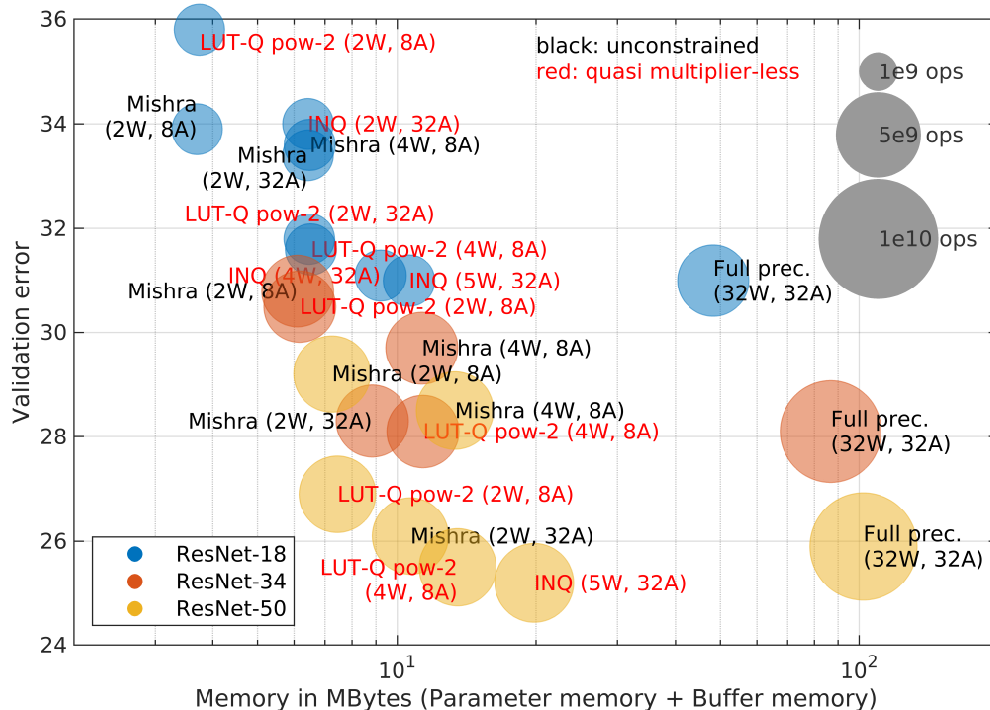 36
34
32
30
28
26
24
Validation error
10^1
10^2
Memory in MBytes (Parameter memory + Buffer memory)
black: unconstrained
red: quasi multiplier-less
1e9 ops
5e9 ops
1e10 ops
LUT-Q pow-2 (2W, 8A)
Mishra
(2W, 8A)
INQ (2W, 32A)
Mishra (4W, 8A)
Mishra
(2W, 32A)
LUT-Q pow-2 (2W, 32A)
LUT-Q pow-2 (4W, 8A)
INQ (4W, 32A)
INQ (5W, 32A)
Full prec.
(32W, 32A)
Mishra (2W, 8A)
LUT-Q pow-2 (2W, 8A)
Mishra (4W, 8A)
Mishra (2W, 8A)
Mishra (2W, 32A)
Mishra (4W, 8A)
LUT-Q pow-2 (4W, 8A)
Full prec.
(32W, 32A)
LUT-Q pow-2 (2W, 8A)
Mishra (2W, 32A)
LUT-Q pow-2
(4W, 8A)
INQ (5W, 32A)
Full prec.
(32W, 32A)
ResNet-18
ResNet-34
ResNet-50